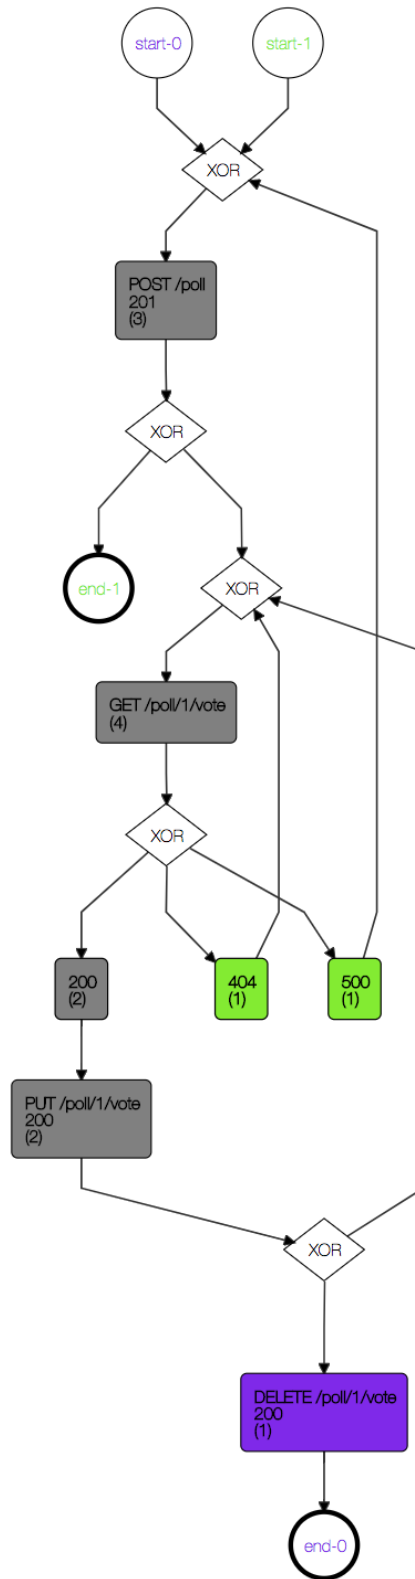 start-0
start-1
XOR
POST /poll
201
(3)
XOR
end-1
XOR
GET /poll/1/vote
(4)
XOR
200
(2)
404
(1)
500
(1)
PUT /poll/1/vote
200
(2)
XOR
DELETE /poll/1/vote
200
(1)
end-0